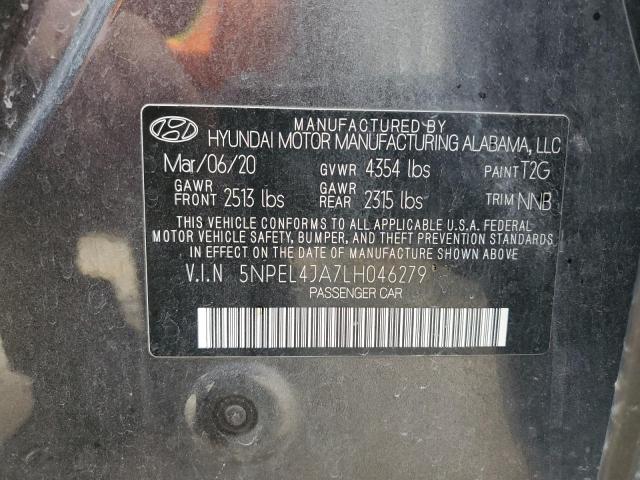 MANUFACTURED BY
HYUNDAI MOTOR MANUFACTURING ALABAMA, LLC
Mar/06/20 GVWR 4354 lbs PAINT T2G
GAWR FRONT 2513 lbs GAWR REAR 2315 lbs TRIM NNB
THIS VEHICLE CONFORMS TO ALL APPLICABLE U.S.A. FEDERAL
MOTOR VEHICLE SAFETY, BUMPER, AND THEFT PREVENTION STANDARDS
IN EFFECT ON THE DATE OF MANUFACTURE SHOWN ABOVE.
V.I.N 5NPEL4JA7LH046279
PASSENGER CAR